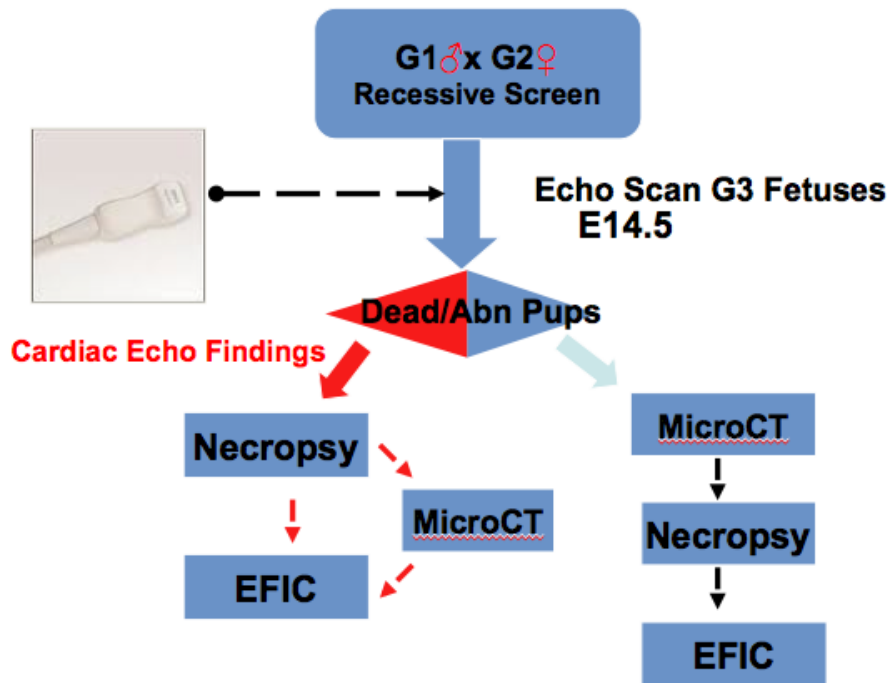 G1♂x G2♀
Recessive Screen
Echo Scan G3 Fetuses
E14.5
Dead/Abn Pups
Cardiac Echo Findings
Necropsy
MicroCT
EFIC
MicroCT
Necropsy
EFIC